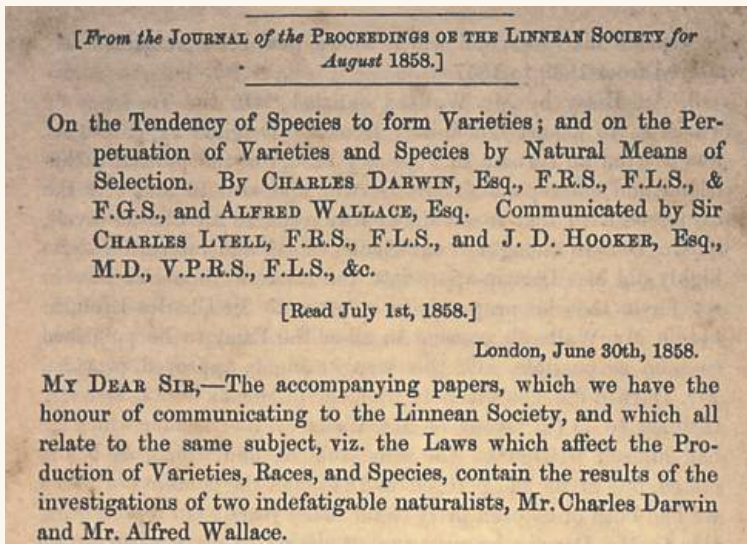 [From the JOURNAL of the PROCEEDINGS OF THE LINNEAN SOCIETY for
August 1858.]
On the Tendency of Species to form Varieties; and on the Per-
petuation of Varieties and Species by Natural Means of
Selection. By CHARLES DARWIN, Esq., F.R.S., F.L.S., &
F.G.S., and ALFRED WALLACE, Esq. Communicated by Sir
CHARLES LYELL, F.R.S., F.L.S., and J. D. HOOKER, Esq.,
M.D., V.P.R.S., F.L.S., &c.
[Read July 1st, 1858.]
London, June 30th, 1858.
MY DEAR SIR,—The accompanying papers, which we have the
honour of communicating to the Linnean Society, and which all
relate to the same subject, viz. the Laws which affect the Pro-
duction of Varieties, Races, and Species, contain the results of the
investigations of two indefatigable naturalists, Mr. Charles Darwin
and Mr. Alfred Wallace.